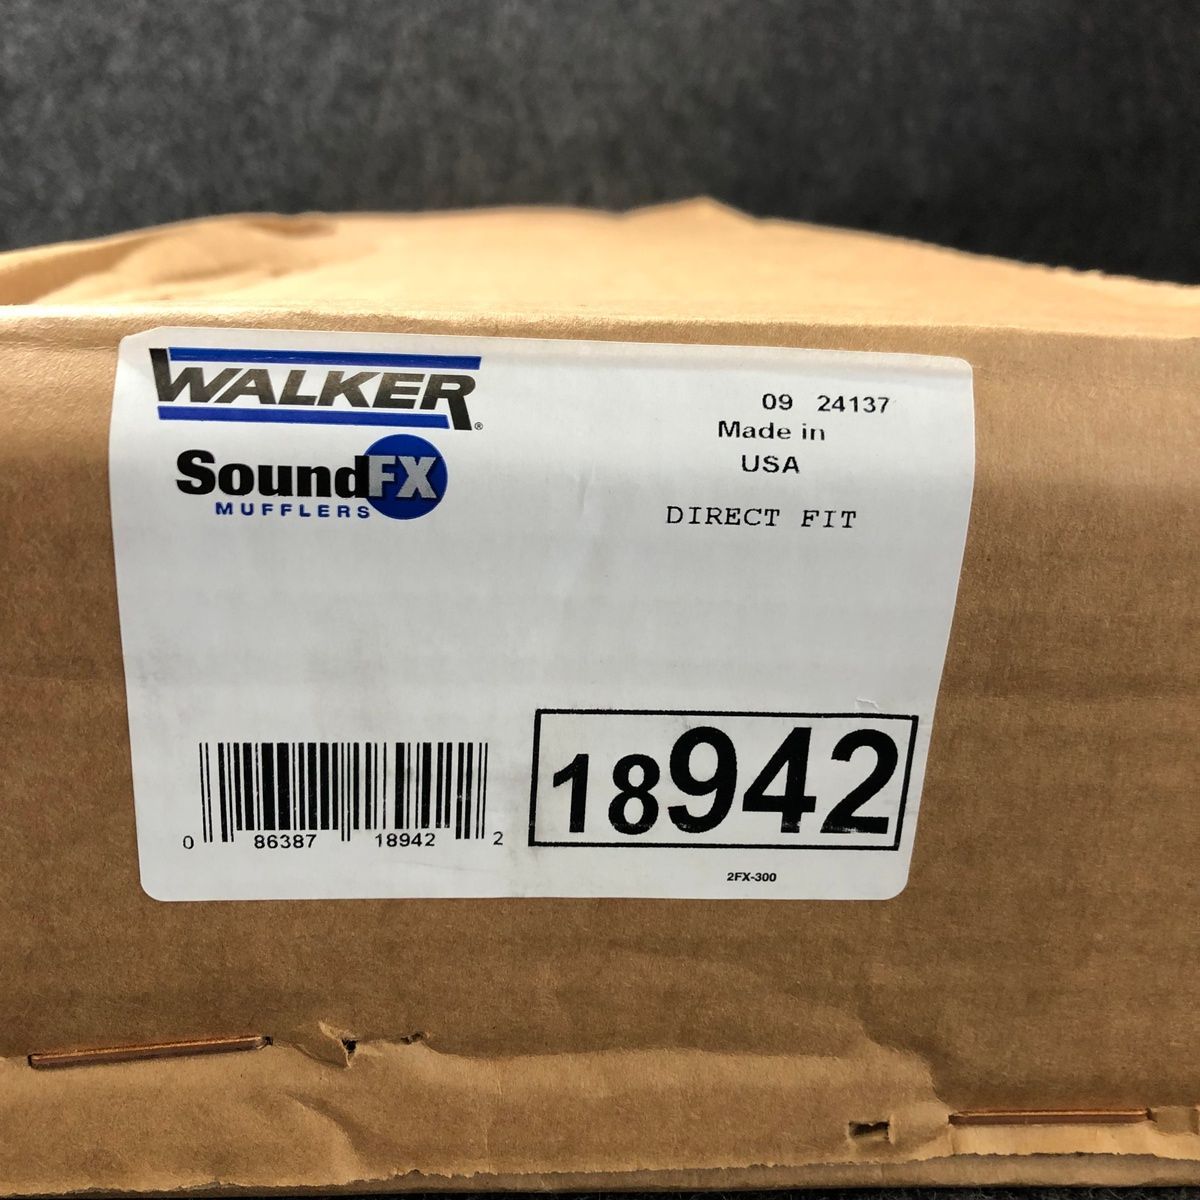 WALKER®
SoundFX
MUFFLERS
09 24137
Made in
USA
DIRECT FIT
0 86387 18942 2
18942
2FX-300